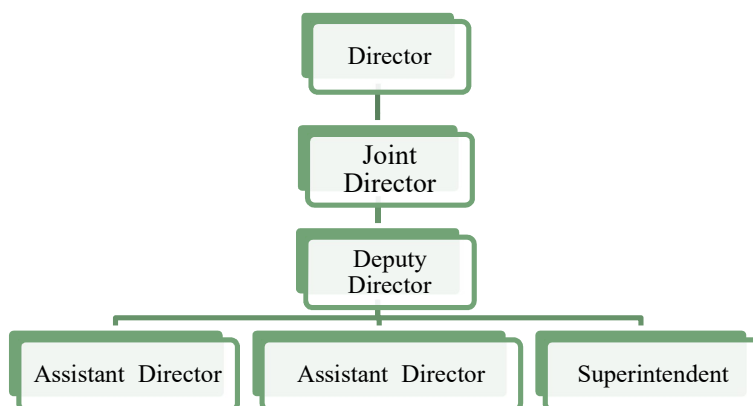 Director
Joint
Director
Deputy
Director
Assistant Director
Assistant Director
Superintendent